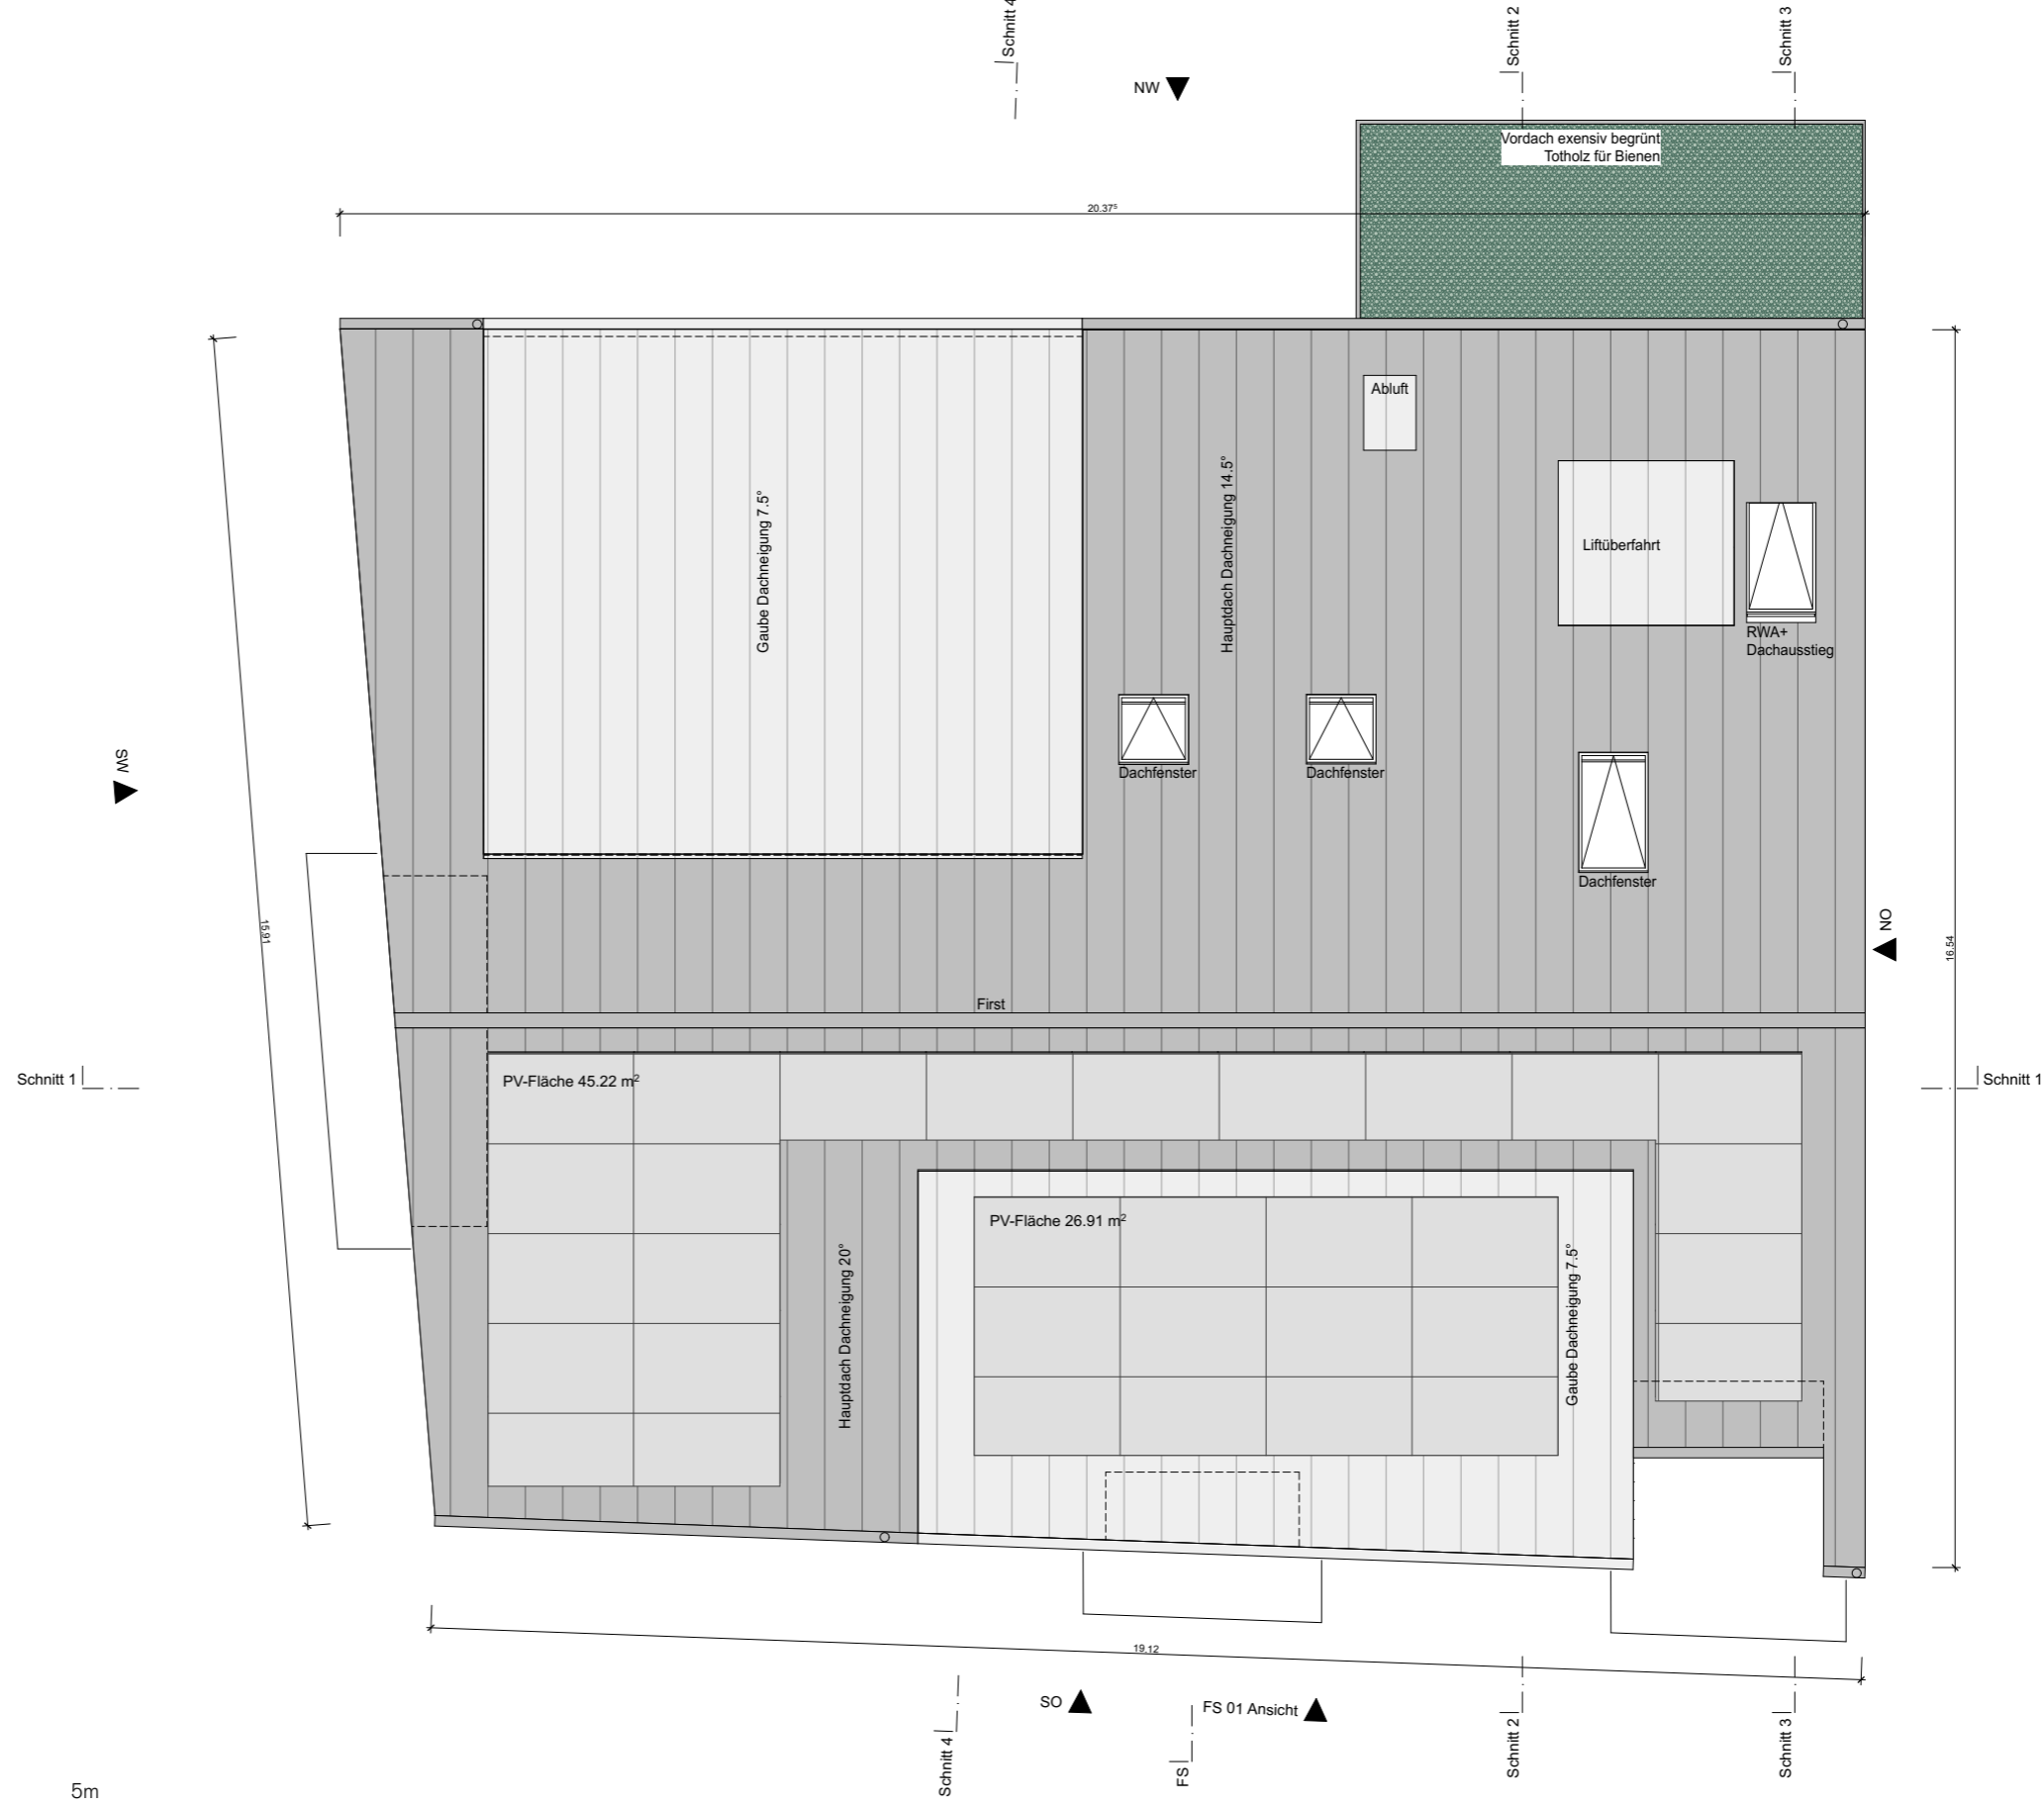 Schnitt 4
Schnitt 2
Schnitt 3
NW
Vordach exensiv begrünt
Totholz für Bienen
20.37⁵
Abluft
Gaube Dachneigung 7.5°
Hauptdach Dachneigung 14.5°
Liftüberfahrt
RWA+
Dachausstieg
SW
Dachfenster
Dachfenster
Dachfenster
15.91
NO
16.54
First
Schnitt 1
PV-Fläche 45.22 m²
Schnitt 1
PV-Fläche 26.91 m²
Hauptdach Dachneigung 20°
Gaube Dachneigung 7.5°
19.12
SO
FS 01 Ansicht
Schnitt 4
FS
Schnitt 2
Schnitt 3
5m